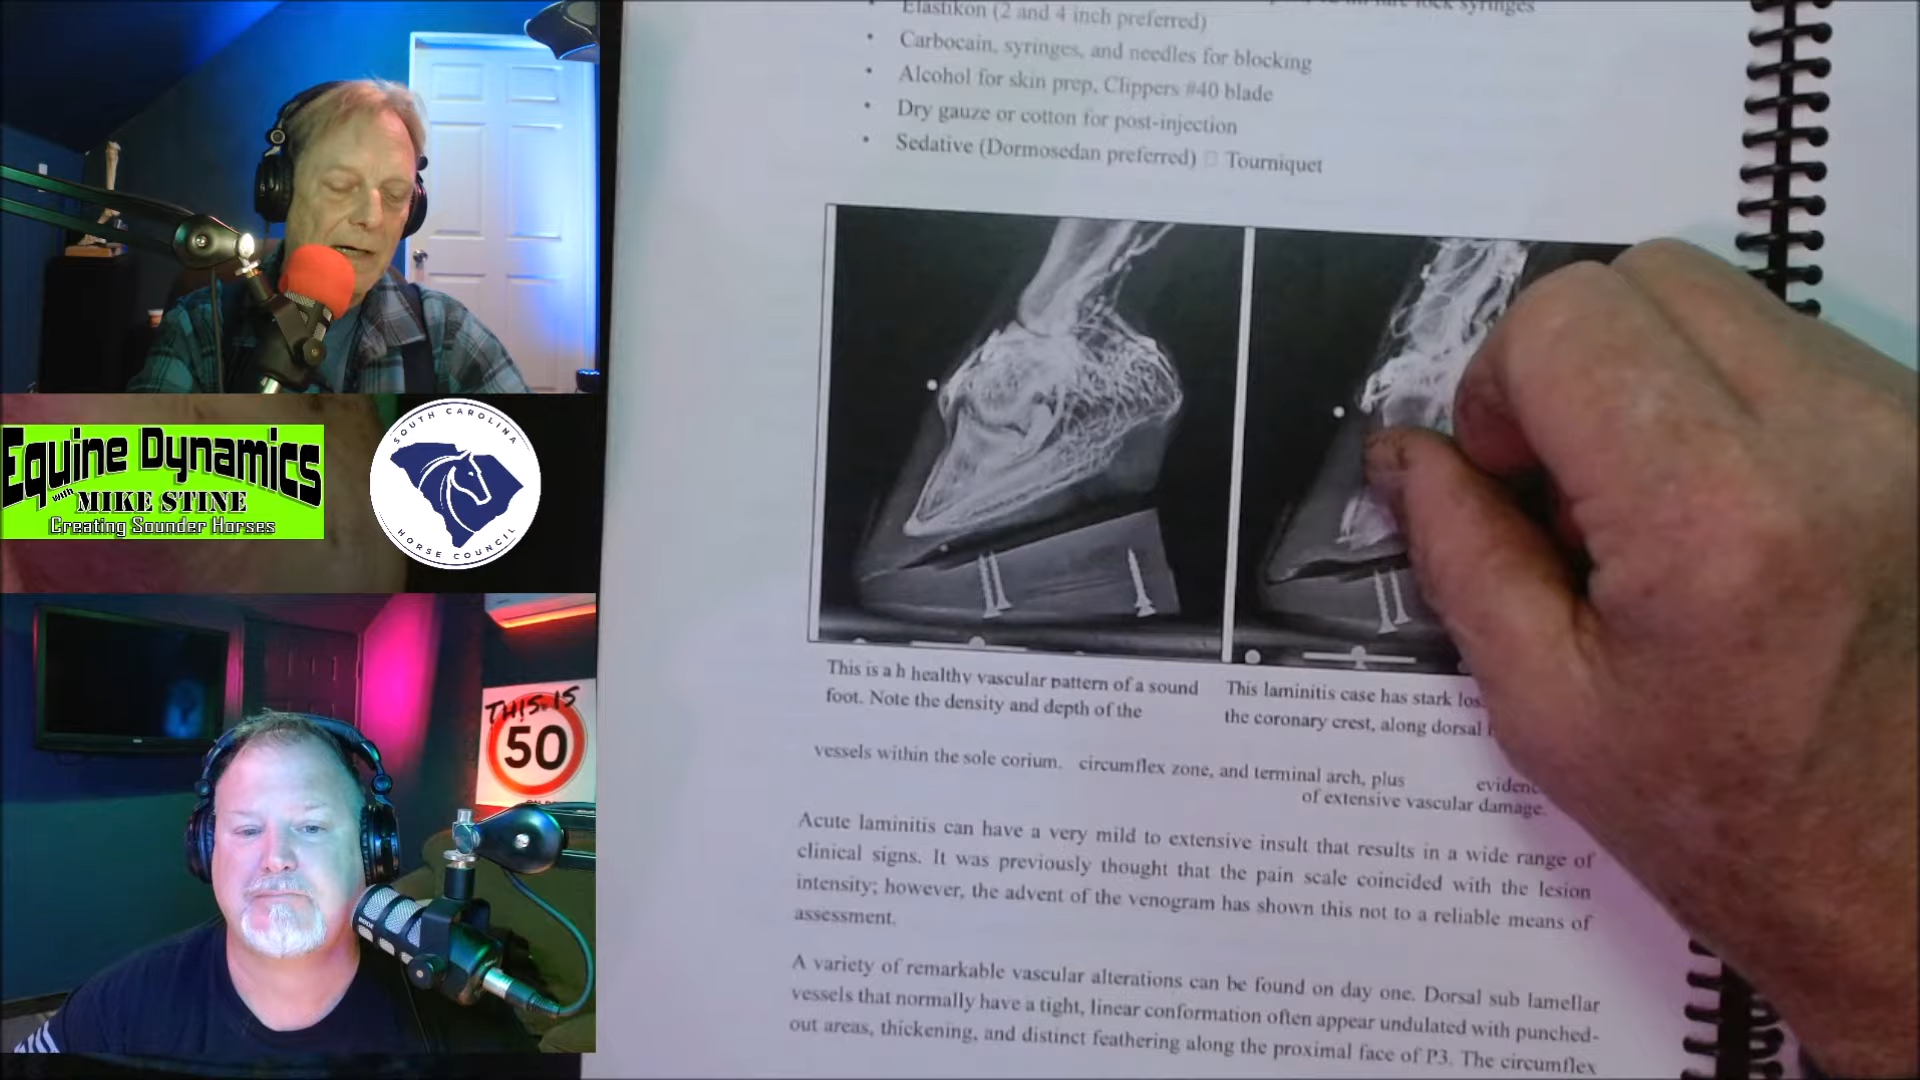 Equine Dynamics
with MIKE STINE
Creating Sounder Horses
SOUTH CAROLINA
HORSE COUNCIL
THIS IS
50
lock syringes
• Elastikon (2 and 4 inch preferred)
• Carbocain, syringes, and needles for blocking
• Alcohol for skin prep, Clippers #40 blade
• Dry gauze or cotton for post-injection
• Sedative (Dormosedan preferred) □ Tourniquet
This is a h healthy vascular pattern of a sound
foot. Note the density and depth of the
vessels within the sole corium.
This laminitis case has stark
the coronary crest, along dorsal
circumflex zone, and terminal arch, plus
of extensive vascular damage.
Acute laminitis can have a very mild to extensive insult that results in a wide range of
clinical signs. It was previously thought that the pain scale coincided with the lesion
intensity; however, the advent of the venogram has shown this not to a reliable means of
assessment.
A variety of remarkable vascular alterations can be found on day one. Dorsal sub lamellar
vessels that normally have a tight, linear conformation often appear undulated with punched-
out areas, thickening, and distinct feathering along the proximal face of P3. The circumflex